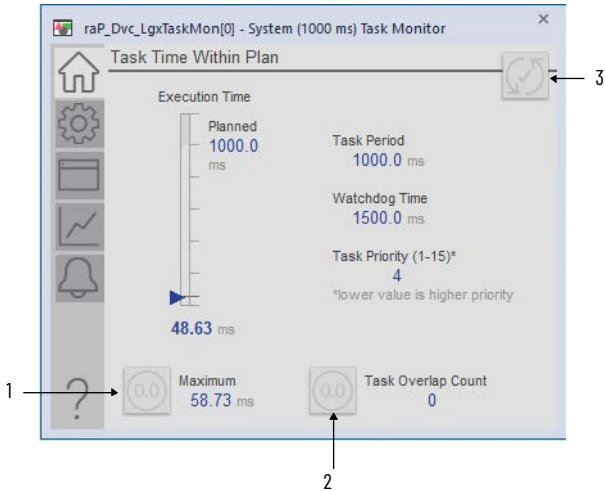 raP_Dvc_LgxTaskMon[0] - System (1000 ms) Task Monitor
Task Time Within Plan
3
Execution Time
Planned
1000.0
ms
Task Period
1000.0 ms
Watchdog Time
1500.0 ms
Task Priority (1-15)*
4
*lower value is higher priority
48.63 ms
1
0.0
Maximum
58.73 ms
0.0
Task Overlap Count
0
?
2